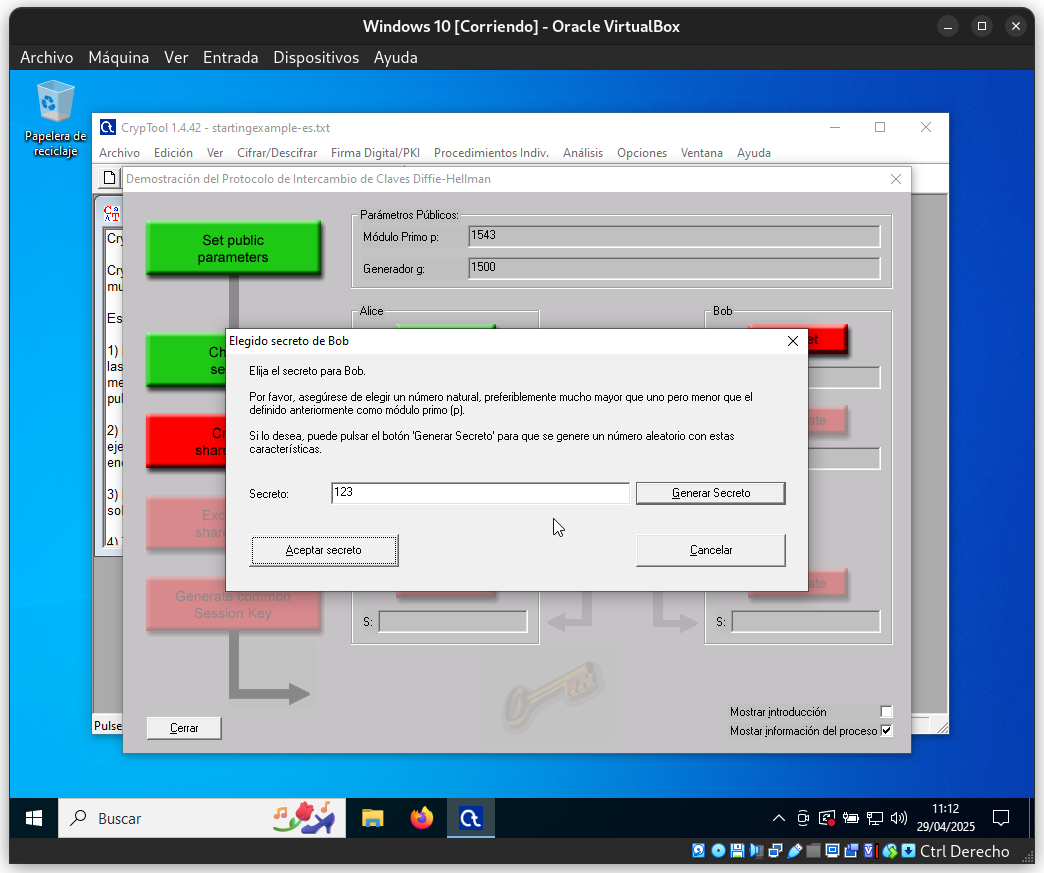 Windows 10 [Corriendo] - Oracle VirtualBox
Archivo Máquina Ver Entrada Dispositivos Ayuda
Papelera de
reciclaje
CrypTool 1.4.42 - startingexample-es.txt
Archivo Edición Ver Cifrar/Descifrar Firma Digital/PKI Procedimientos Indiv. Análisis Opciones Ventana Ayuda
Demostración del Protocolo de Intercambio de Claves Diffie-Hellman
Set public
parameters
Parámetros Públicos:
Módulo Primo p:
1543
Generador g:
1500
Alice
Bob
Elegido secreto de Bob
Elija el secreto para Bob.
Por favor, asegúrese de elegir un número natural, preferiblemente mucho mayor que uno pero menor que el
definido anteriormente como módulo primo (p).
Si lo desea, puede pulsar el botón 'Generar Secreto' para que se genere un número aleatorio con estas
características.
Secreto:
123
Generar Secreto
Aceptar secreto
Cancelar
1)
2)
3)
4)
Generate common
Session Key
S:
S:
Mostrar introducción
Mostar información del proceso
Cerrar
Pulse
Buscar
11:12
29/04/2025
Ctrl Derecho